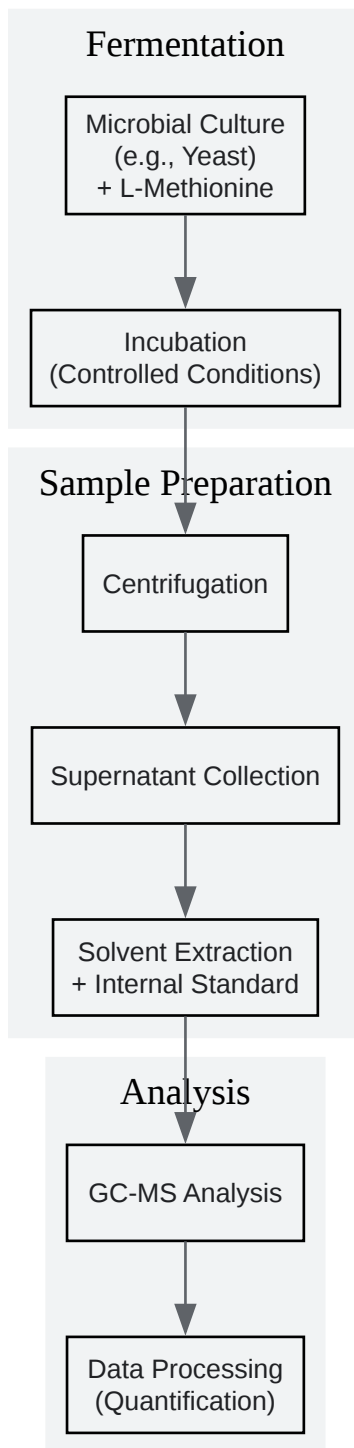 Fermentation
Microbial Culture
(e.g., Yeast)
+ L-Methionine
Incubation
(Controlled Conditions)
Sample Preparation
Centrifugation
Supernatant Collection
Solvent Extraction
+ Internal Standard
Analysis
GC-MS Analysis
Data Processing
(Quantification)